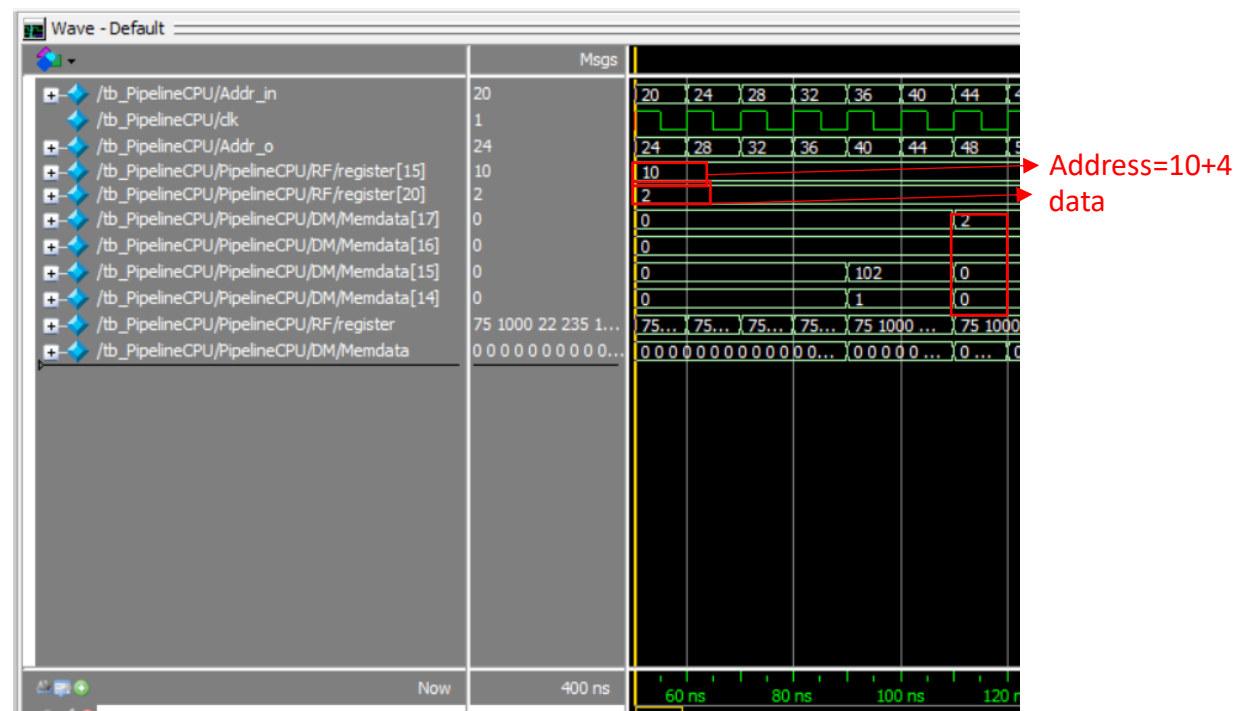 Wave - Default
Msgs
/tb_PipelineCPU/Addr_in 20 20 24 28 32 36 40 44
/tb_PipelineCPU/clk 1
/tb_PipelineCPU/Addr_o 24 24 28 32 36 40 44 48
/tb_PipelineCPU/PipelineCPU/RF/register[15] 10 10
Address=10+4
/tb_PipelineCPU/PipelineCPU/RF/register[20] 2 2
data
/tb_PipelineCPU/PipelineCPU/DM/Memdata[17] 0 0 2
/tb_PipelineCPU/PipelineCPU/DM/Memdata[16] 0 0
/tb_PipelineCPU/PipelineCPU/DM/Memdata[15] 0 0 102 0
/tb_PipelineCPU/PipelineCPU/DM/Memdata[14] 0 0 1 0
/tb_PipelineCPU/PipelineCPU/RF/register 75 1000 22 235 1... 75... 75... 75... 75... 75 1000 ... 75 1000
/tb_PipelineCPU/PipelineCPU/DM/Memdata 0 0 0 0 0 0 0 0 0 0 0... 0 0 0 0 0 0 0 0 0 0 0 0 0 0... 0 0 0 0 0 ... 0 ...
Now 400 ns 60 ns 80 ns 100 ns 120